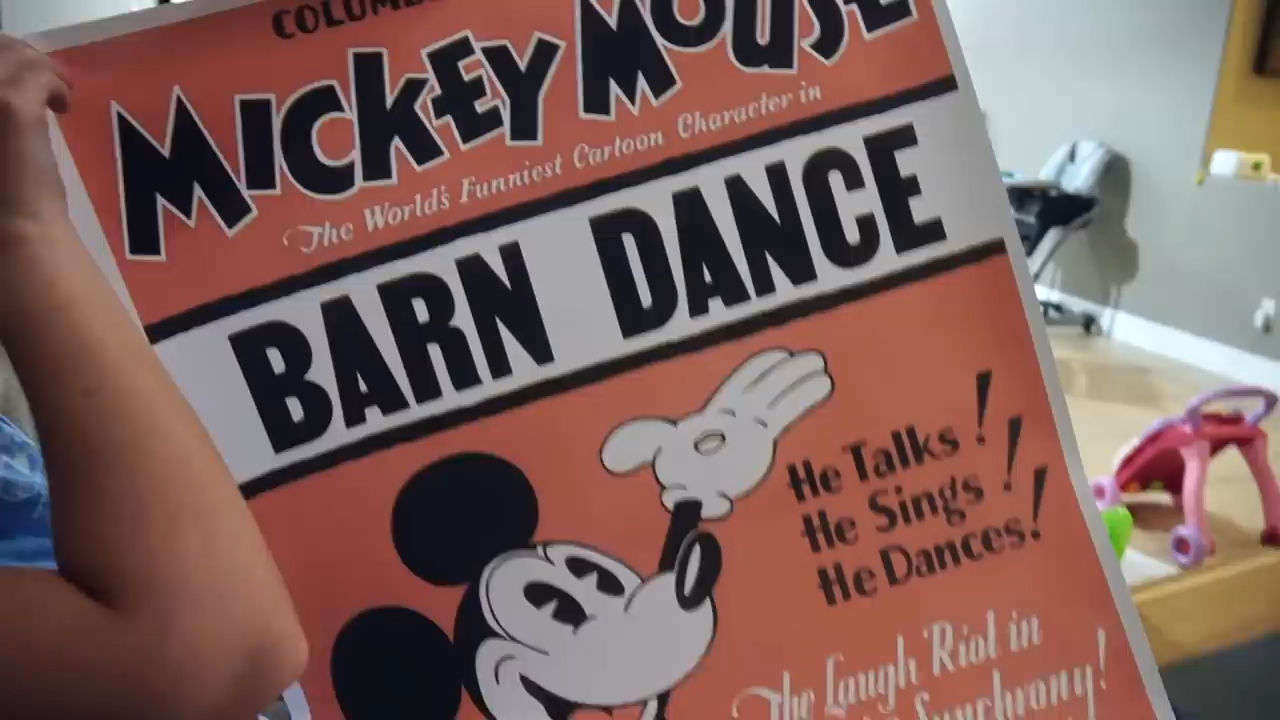 MICKEY MOUSE
The World's Funniest Cartoon Character in
BARN DANCE
He Talks!
He Sings!
He Dances!
The Laugh Riot in
Synchrony!